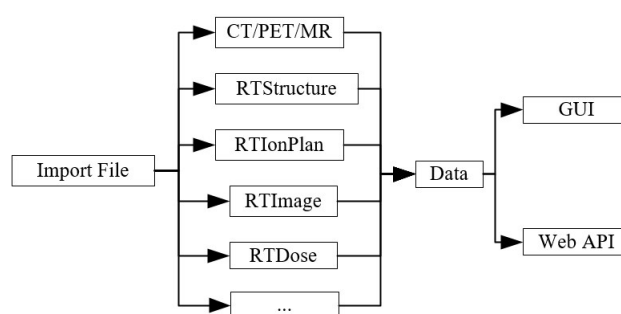 Import File
CT/PET/MR
RTStructure
RTIonPlan
RTImage
RTDose
...
Data
GUI
Web API